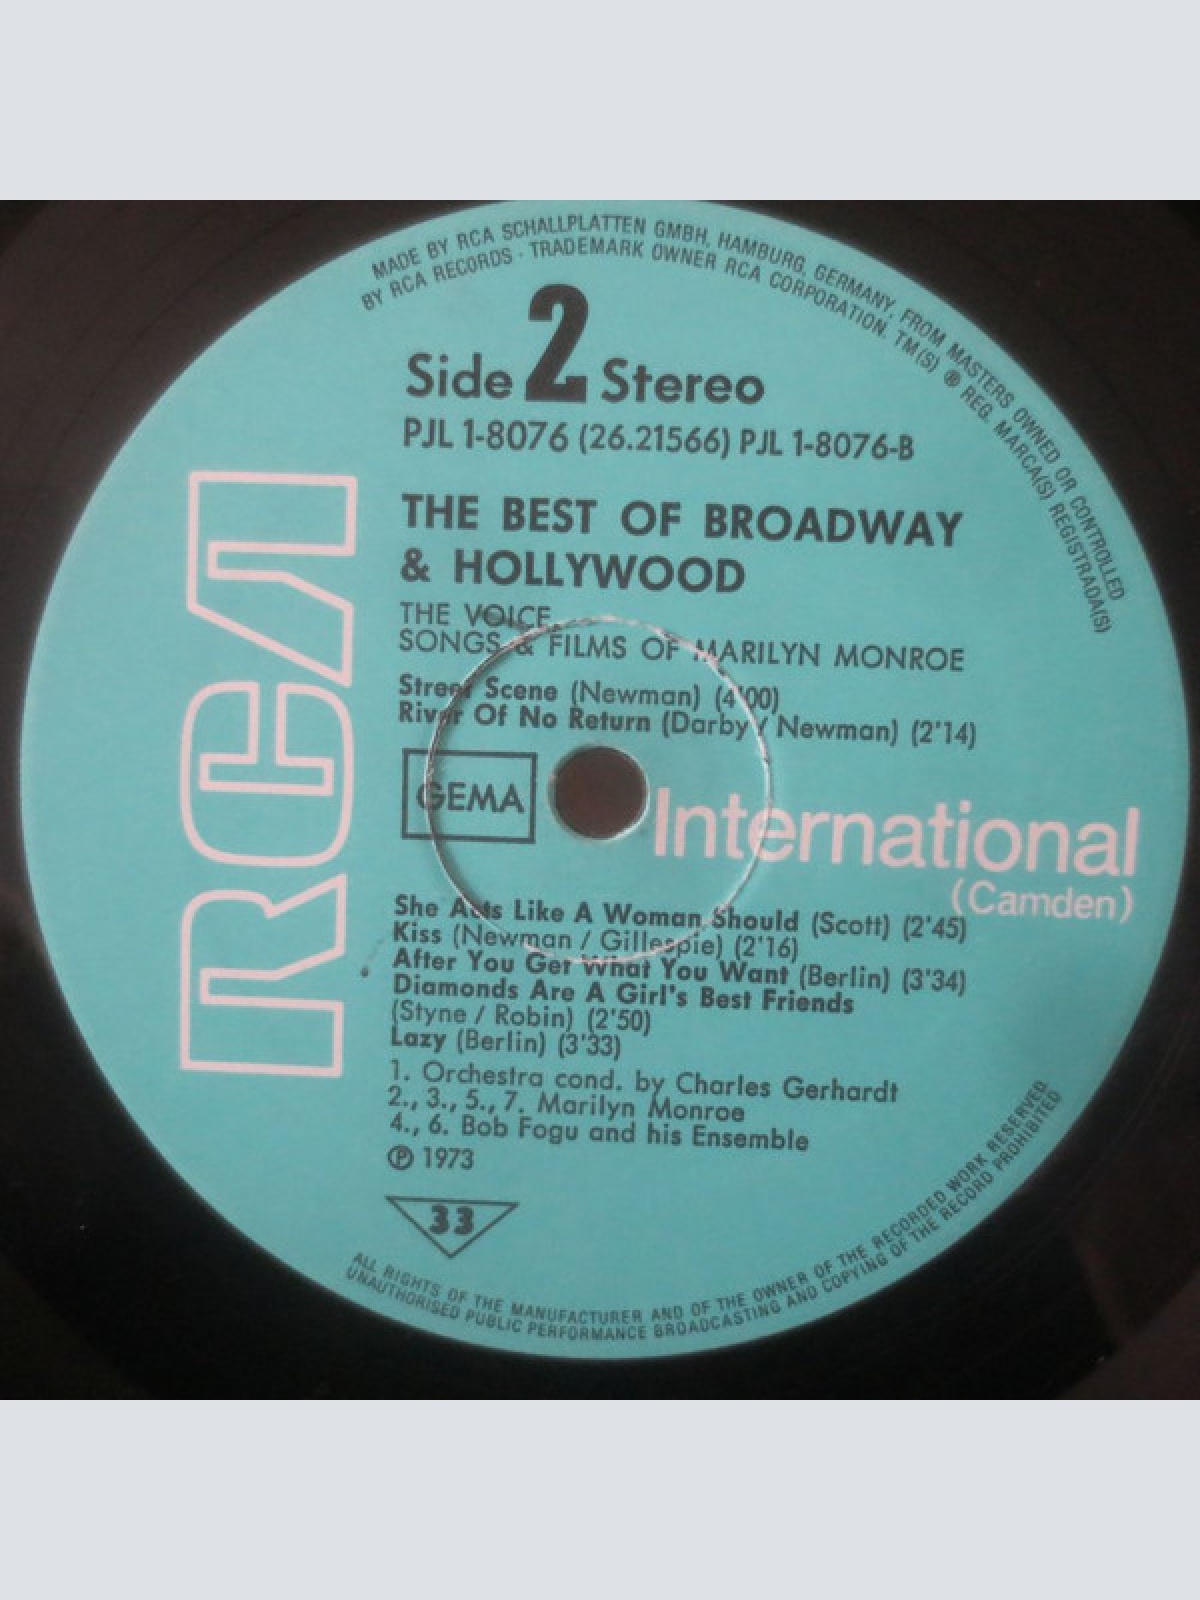 MADE BY RCA SCHALLPLATTEN GMBH, HAMBURG, GERMANY, FROM MASTERS OWNED OR CONTROLLED
BY RCA RECORDS · TRADEMARK OWNER RCA CORPORATION. TM(S) ® REG. MARCA(S) REGISTRADA(S)
Side 2 Stereo
PJL 1-8076 (26.21566) PJL 1-8076-B
THE BEST OF BROADWAY
& HOLLYWOOD
THE VOICE,
SONGS & FILMS OF MARILYN MONROE
Street Scene (Newman) (4'00)
River Of No Return (Darby / Newman) (2'14)
RCA
GEMA
International
(Camden)
She Acts Like A Woman Should (Scott) (2'45)
Kiss (Newman / Gillespie) (2'16)
After You Get What You Want (Berlin) (3'34)
Diamonds Are A Girl's Best Friends
(Styne / Robin) (2'50)
Lazy (Berlin) (3'33)
1. Orchestra cond. by Charles Gerhardt
2., 3., 5., 7. Marilyn Monroe
4., 6. Bob Fogu and his Ensemble
℗ 1973
33
ALL RIGHTS OF THE MANUFACTURER AND OF THE OWNER OF THE RECORDED WORK RESERVED
UNAUTHORISED PUBLIC PERFORMANCE BROADCASTING AND COPYING OF THE RECORD PROHIBITED